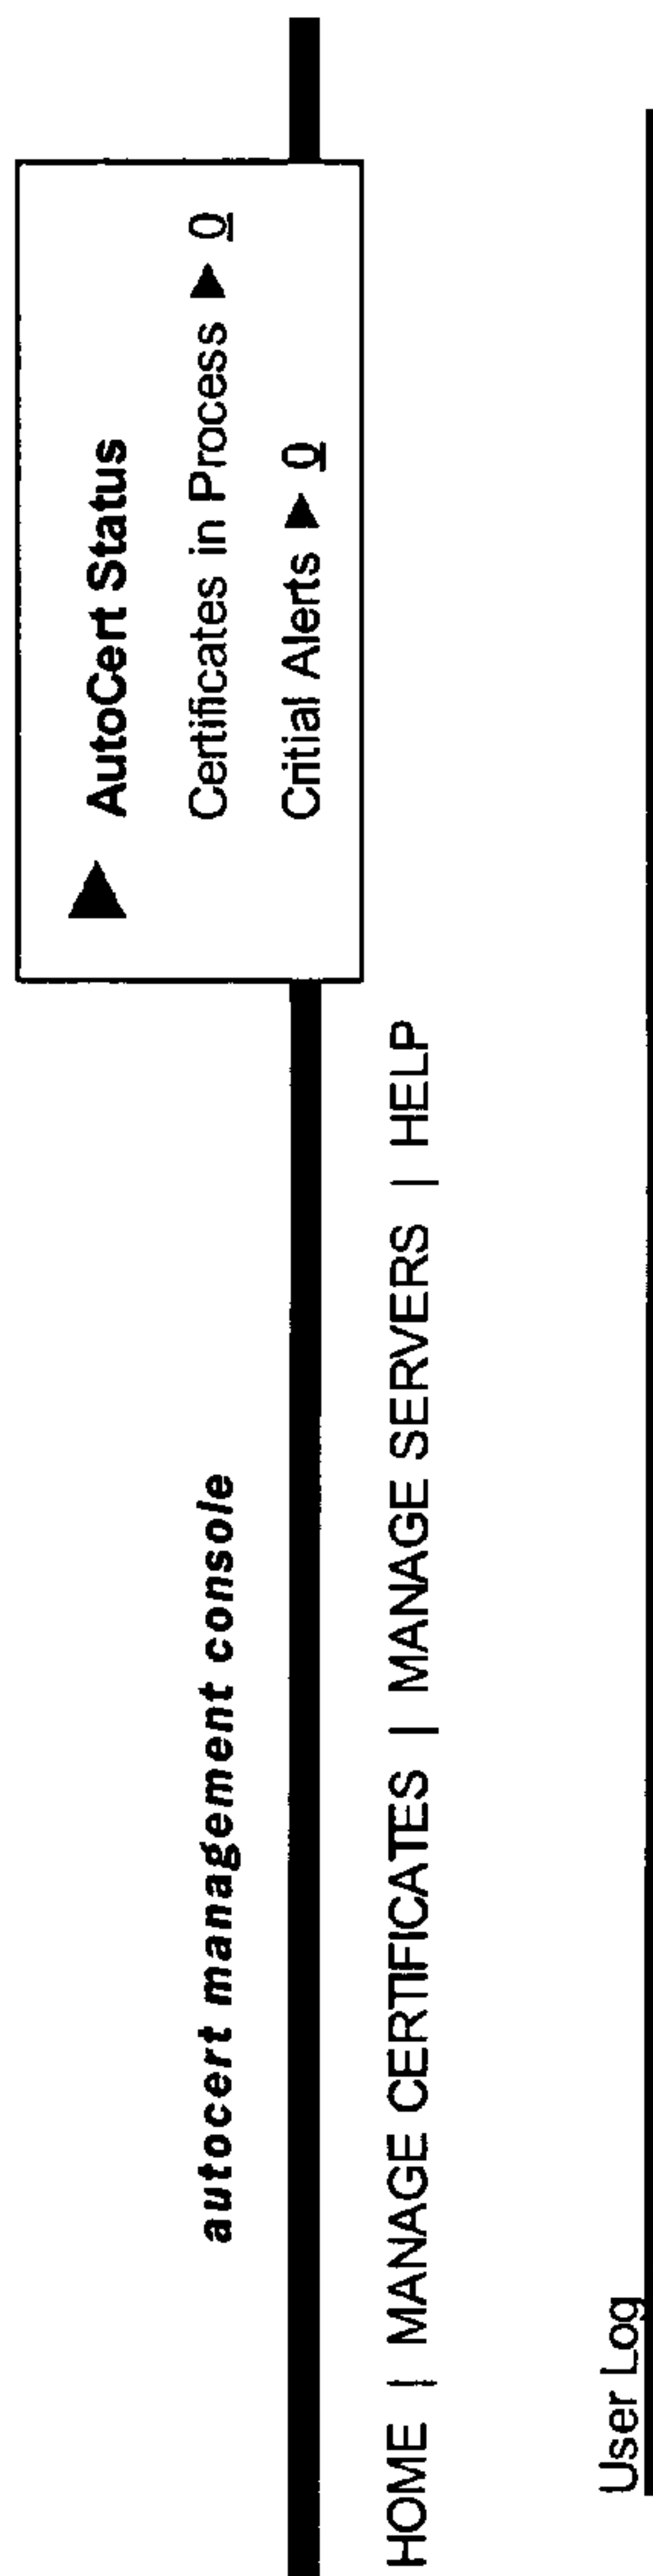 AutoCert Status
Certificates in Process ▶ 0
Critial Alerts ▶ 0
autocert management console
HOME | MANAGE CERTIFICATES | MANAGE SERVERS | HELP
User Log